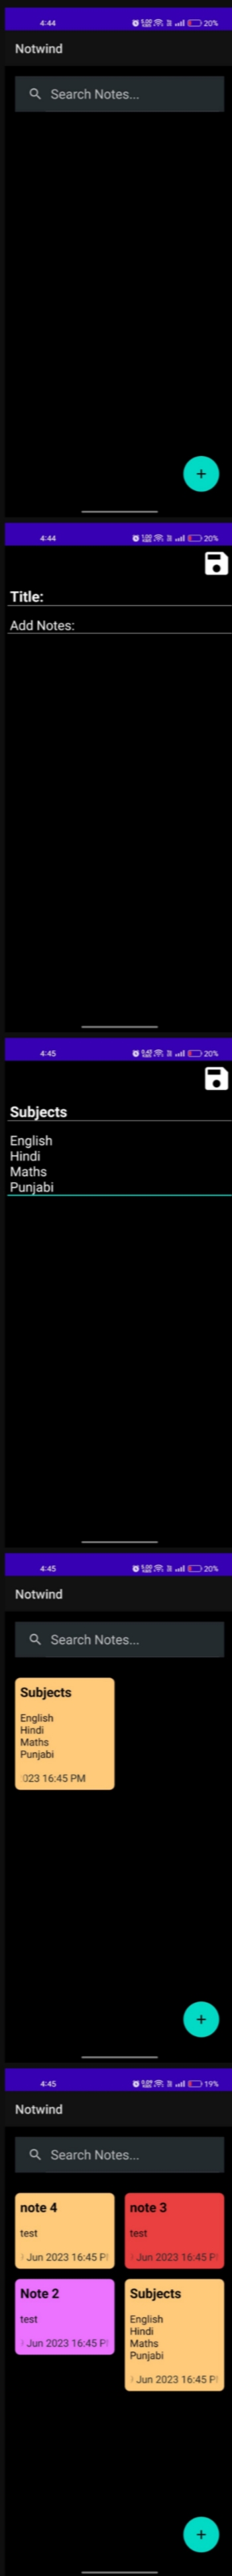 4:44 20%
Notwind
Search Notes...
+
4:44 20%
Title:
Add Notes:
4:45 20%
Subjects
English
Hindi
Maths
Punjabi
4:45 20%
Notwind
Search Notes...
Subjects
English
Hindi
Maths
Punjabi
023 16:45 PM
+
4:45 19%
Notwind
Search Notes...
note 4
test
Jun 2023 16:45 P
note 3
test
Jun 2023 16:45 P
Note 2
test
Jun 2023 16:45 P
Subjects
English
Hindi
Maths
Punjabi
Jun 2023 16:45 P
+